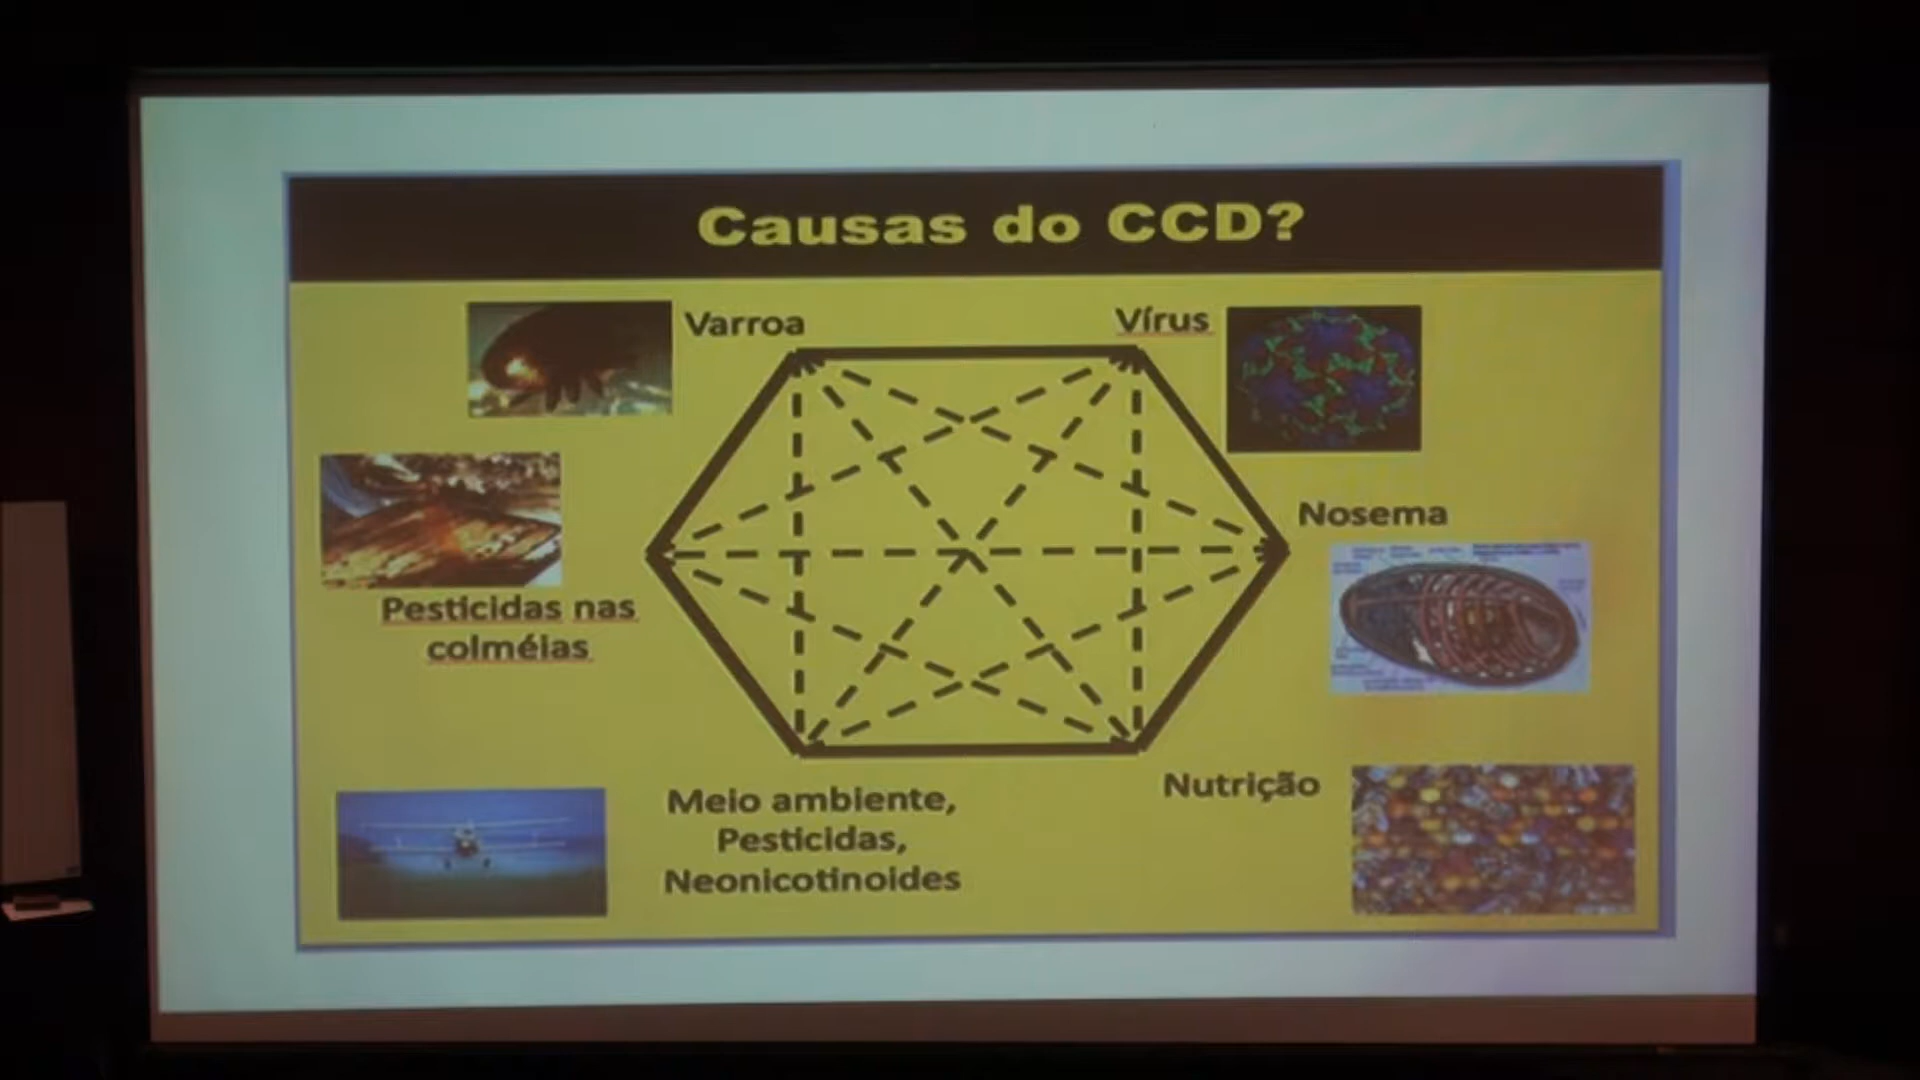 Causas do CCD?
Varroa
Vírus
Nosema
Pesticidas nas
colméias
Nutrição
Meio ambiente,
Pesticidas,
Neonicotinoides